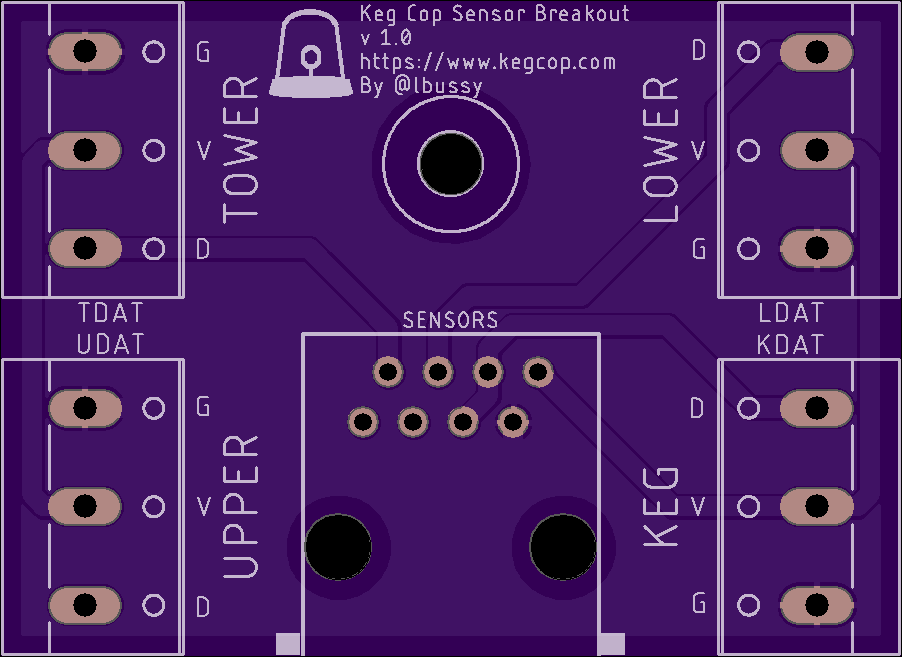 Keg Cop Sensor Breakout
v 1.0
https://www.kegcop.com
By @lbussy
G
V
D
TOWER
D
V
G
LOWER
TDAT
UDAT
SENSORS
LDAT
KDAT
G
V
D
UPPER
D
V
G
KEG